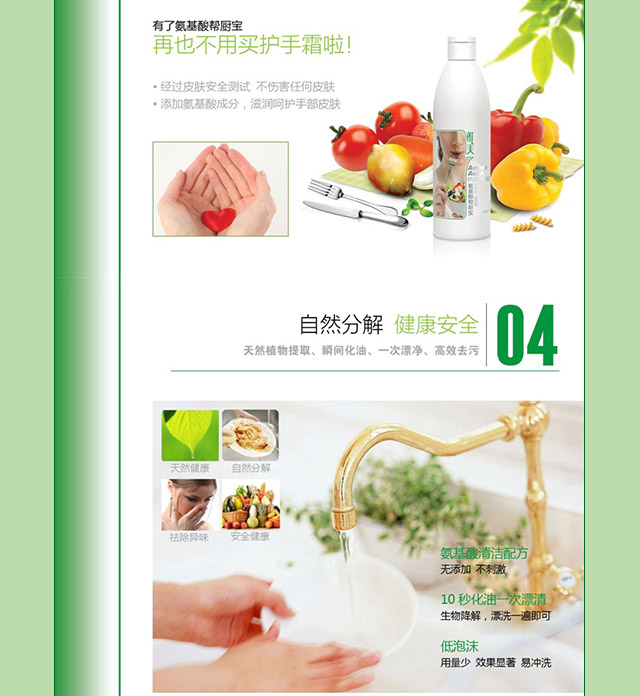 有了氨基酸帮厨宝
再也不用买护手霜啦!
• 经过皮肤安全测试 不伤害任何皮肤
• 添加氨基酸成分，滋润呵护手部皮肤
氨基酸帮厨宝
自然分解 健康安全
04
天然植物提取、瞬间化油、一次漂净、高效去污
天然健康 自然分解
祛除异味 安全健康
氨基酸清洁配方
无添加 不刺激
10 秒化油一次漂清
生物降解，漂洗一遍即可
低泡沫
用量少 效果显著 易冲洗